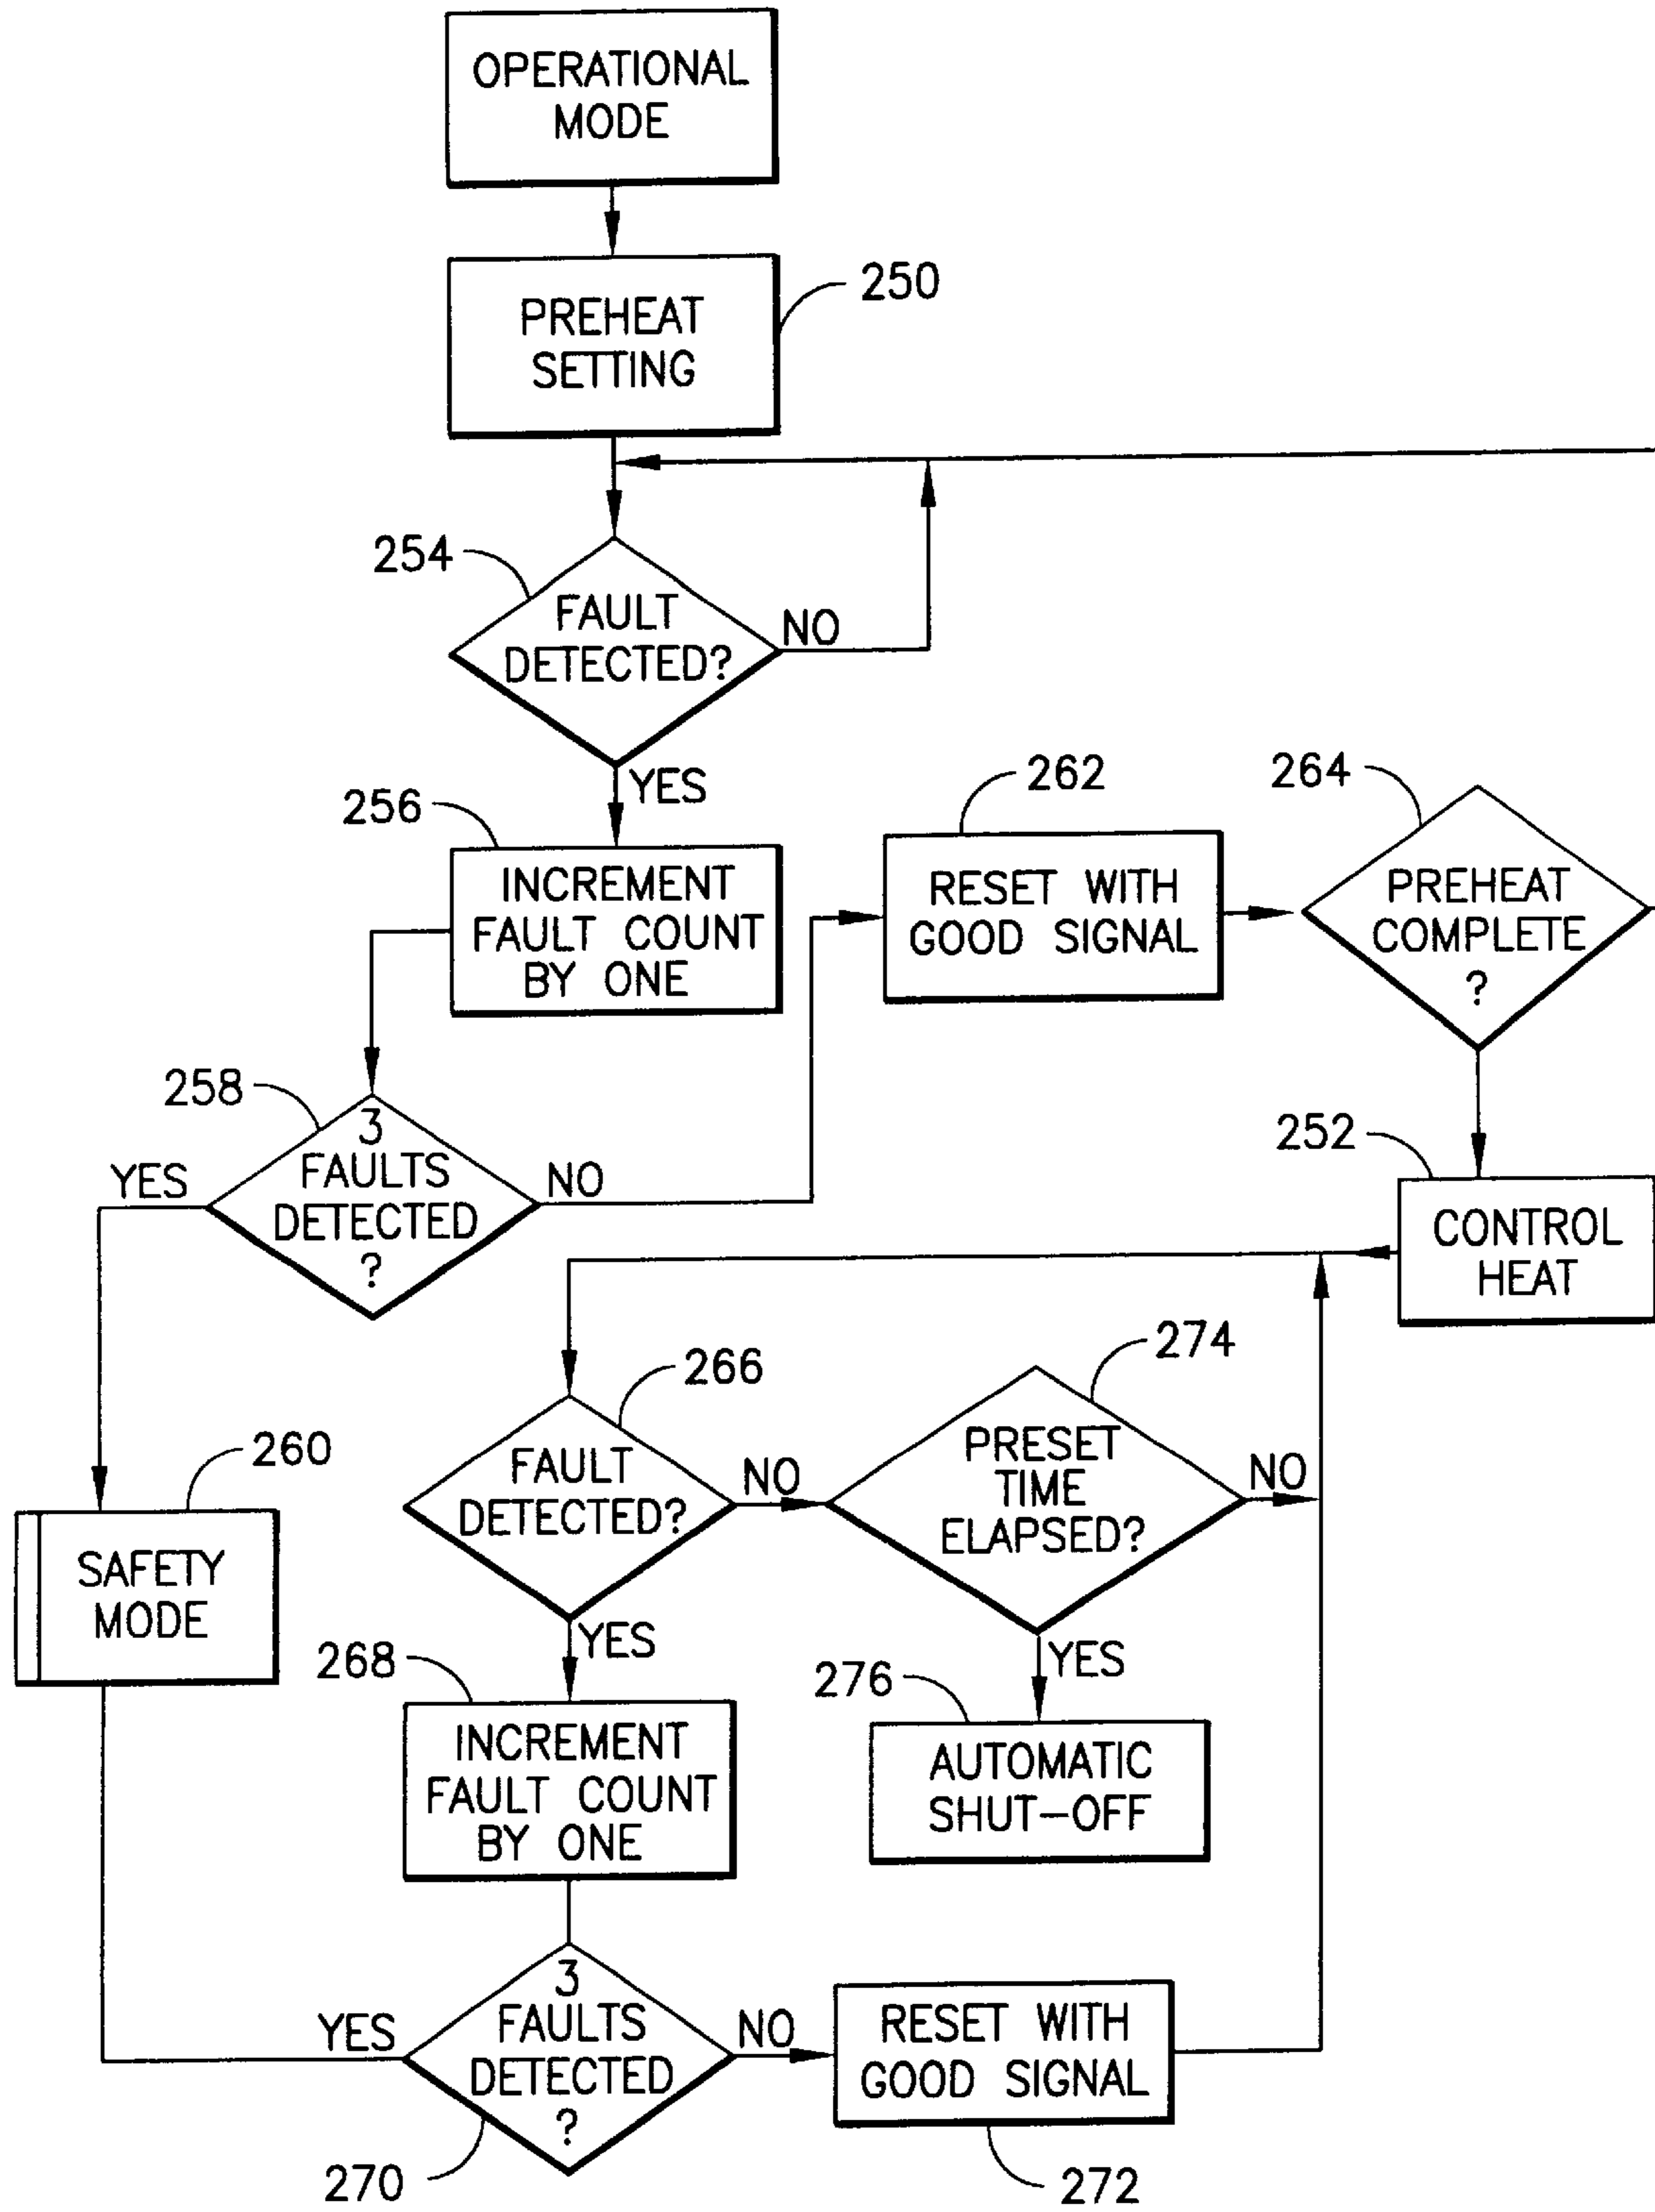 OPERATIONAL
MODE
250
PREHEAT
SETTING
254
FAULT
DETECTED?
NO
YES
256
INCREMENT
FAULT COUNT
BY ONE
262
RESET WITH
GOOD SIGNAL
264
PREHEAT
COMPLETE
?
258
3
FAULTS
DETECTED
?
YES
NO
252
CONTROL
HEAT
260
SAFETY
MODE
266
FAULT
DETECTED?
NO
YES
274
PRESET
TIME
ELAPSED?
NO
YES
268
INCREMENT
FAULT COUNT
BY ONE
276
AUTOMATIC
SHUT-OFF
270
3
FAULTS
DETECTED
?
YES
NO
RESET WITH
GOOD SIGNAL
272